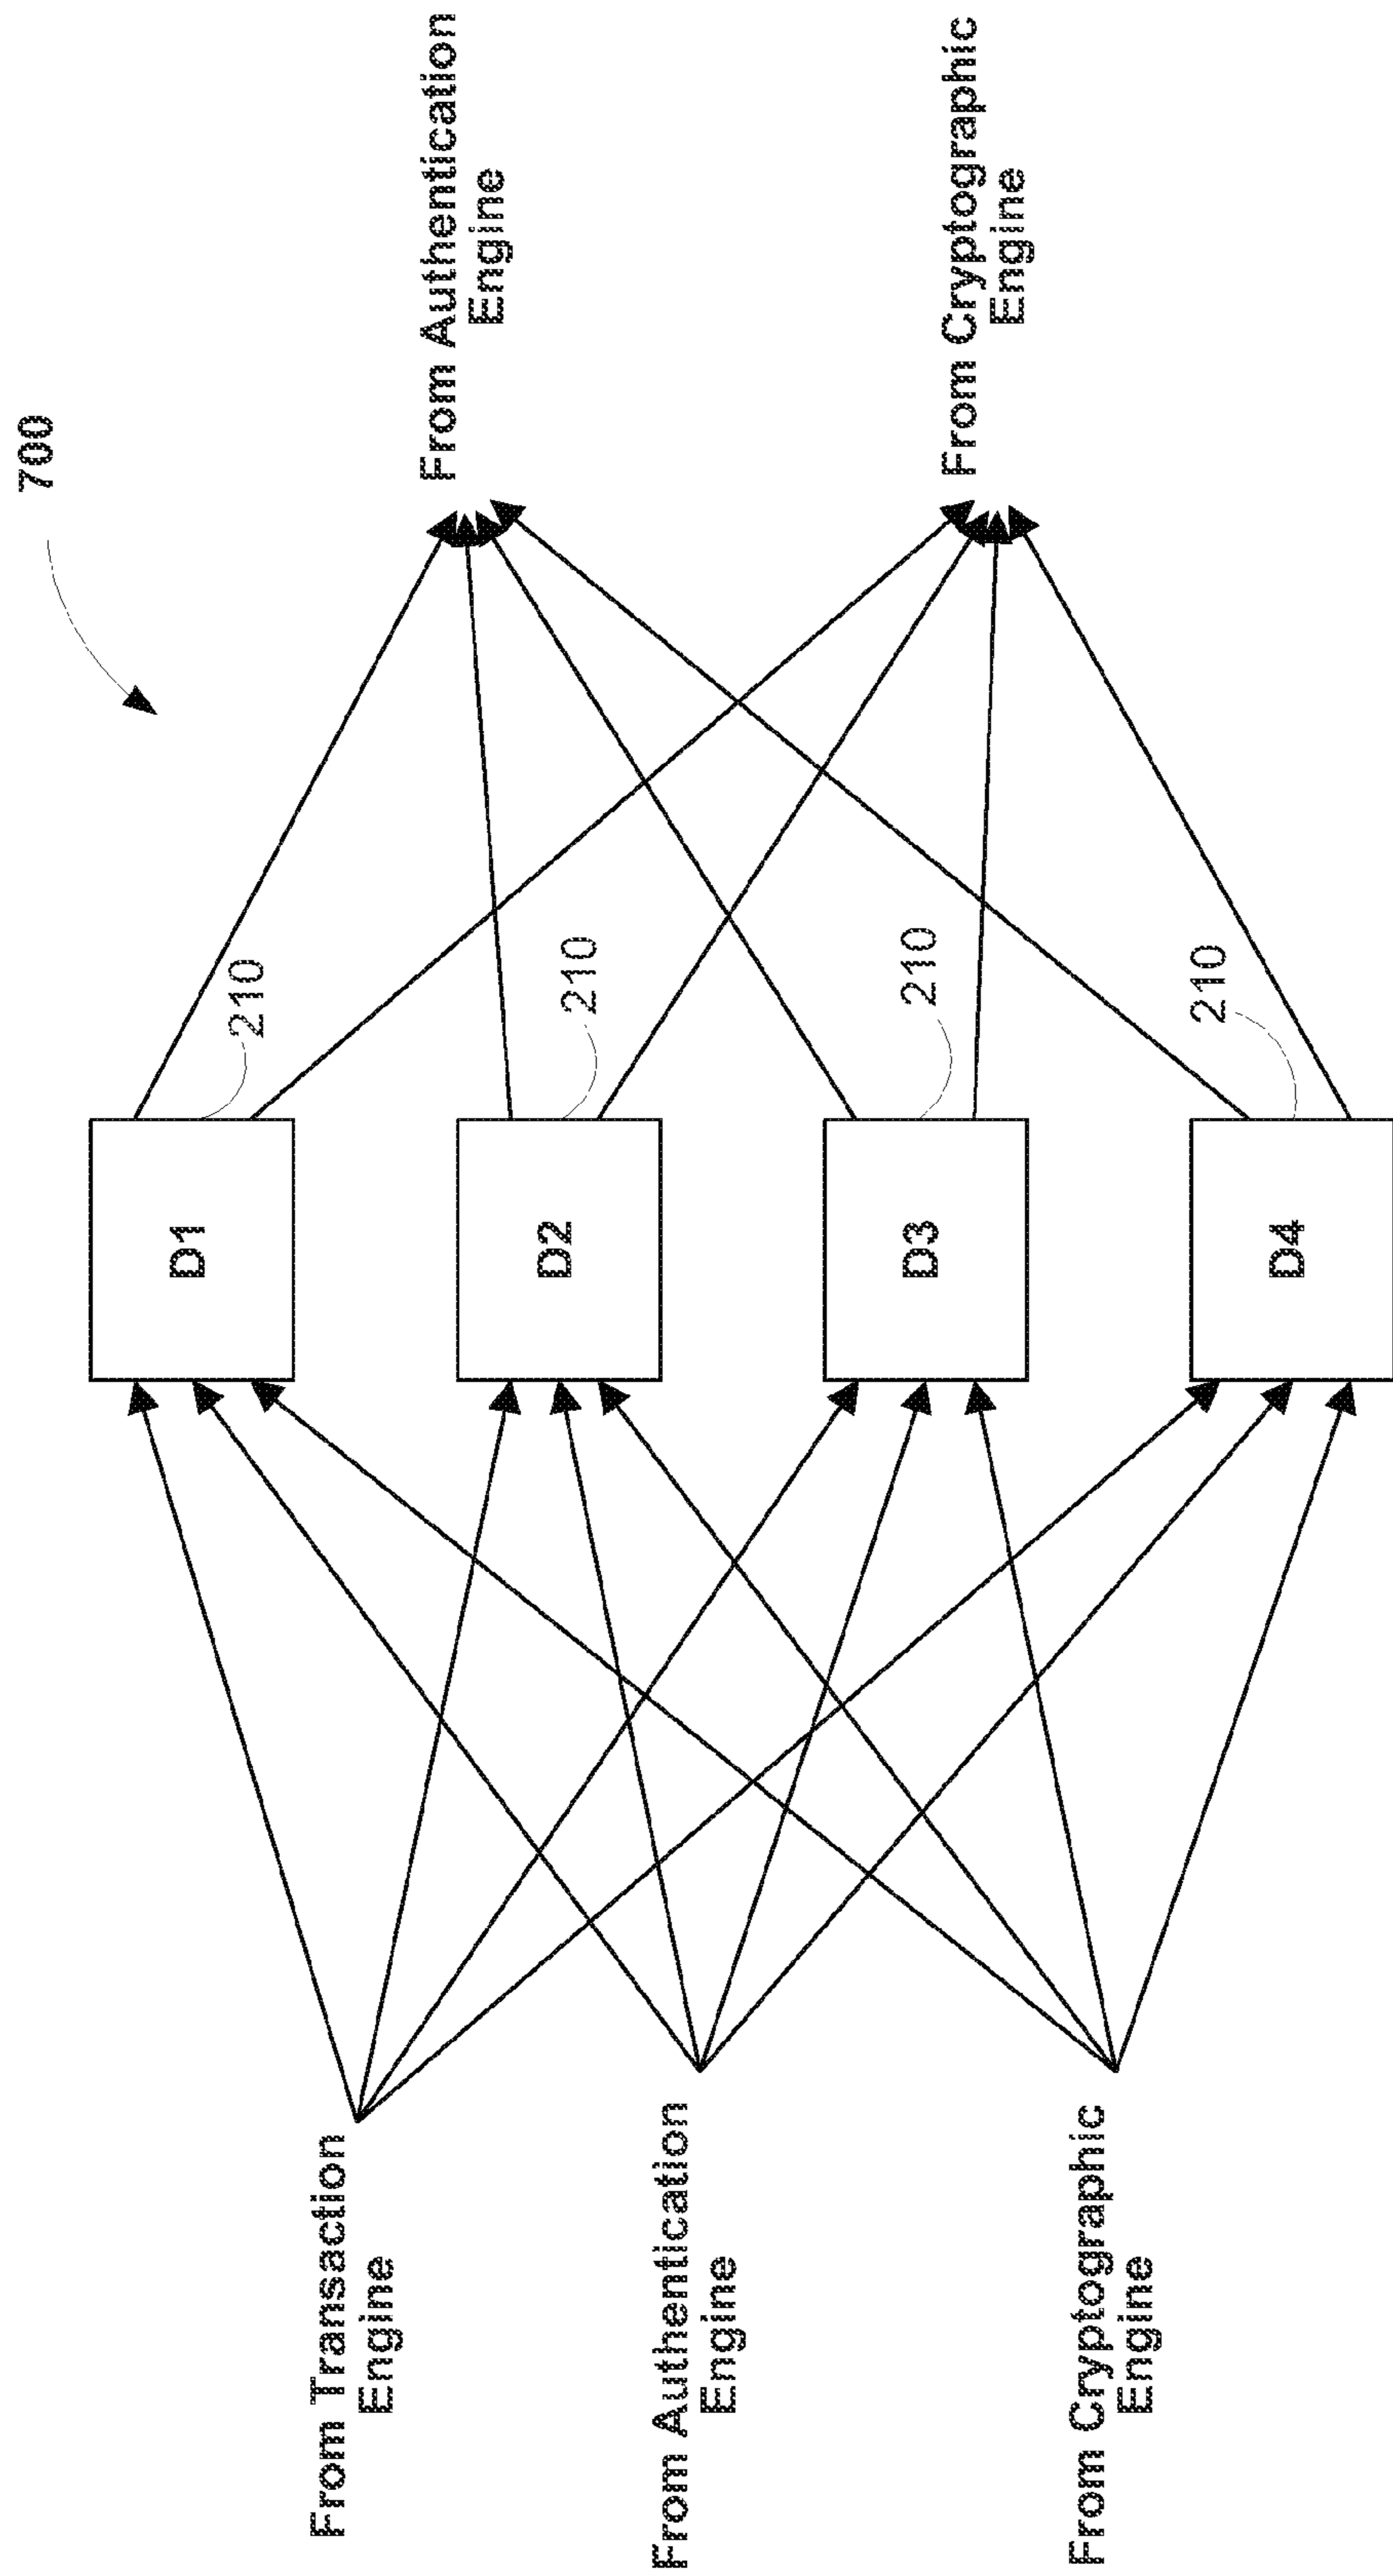 700
From Transaction
Engine
From Authentication
Engine
From Cryptographic
Engine
D1
210
D2
210
D3
210
D4
210
From Authentication
Engine
From Cryptographic
Engine